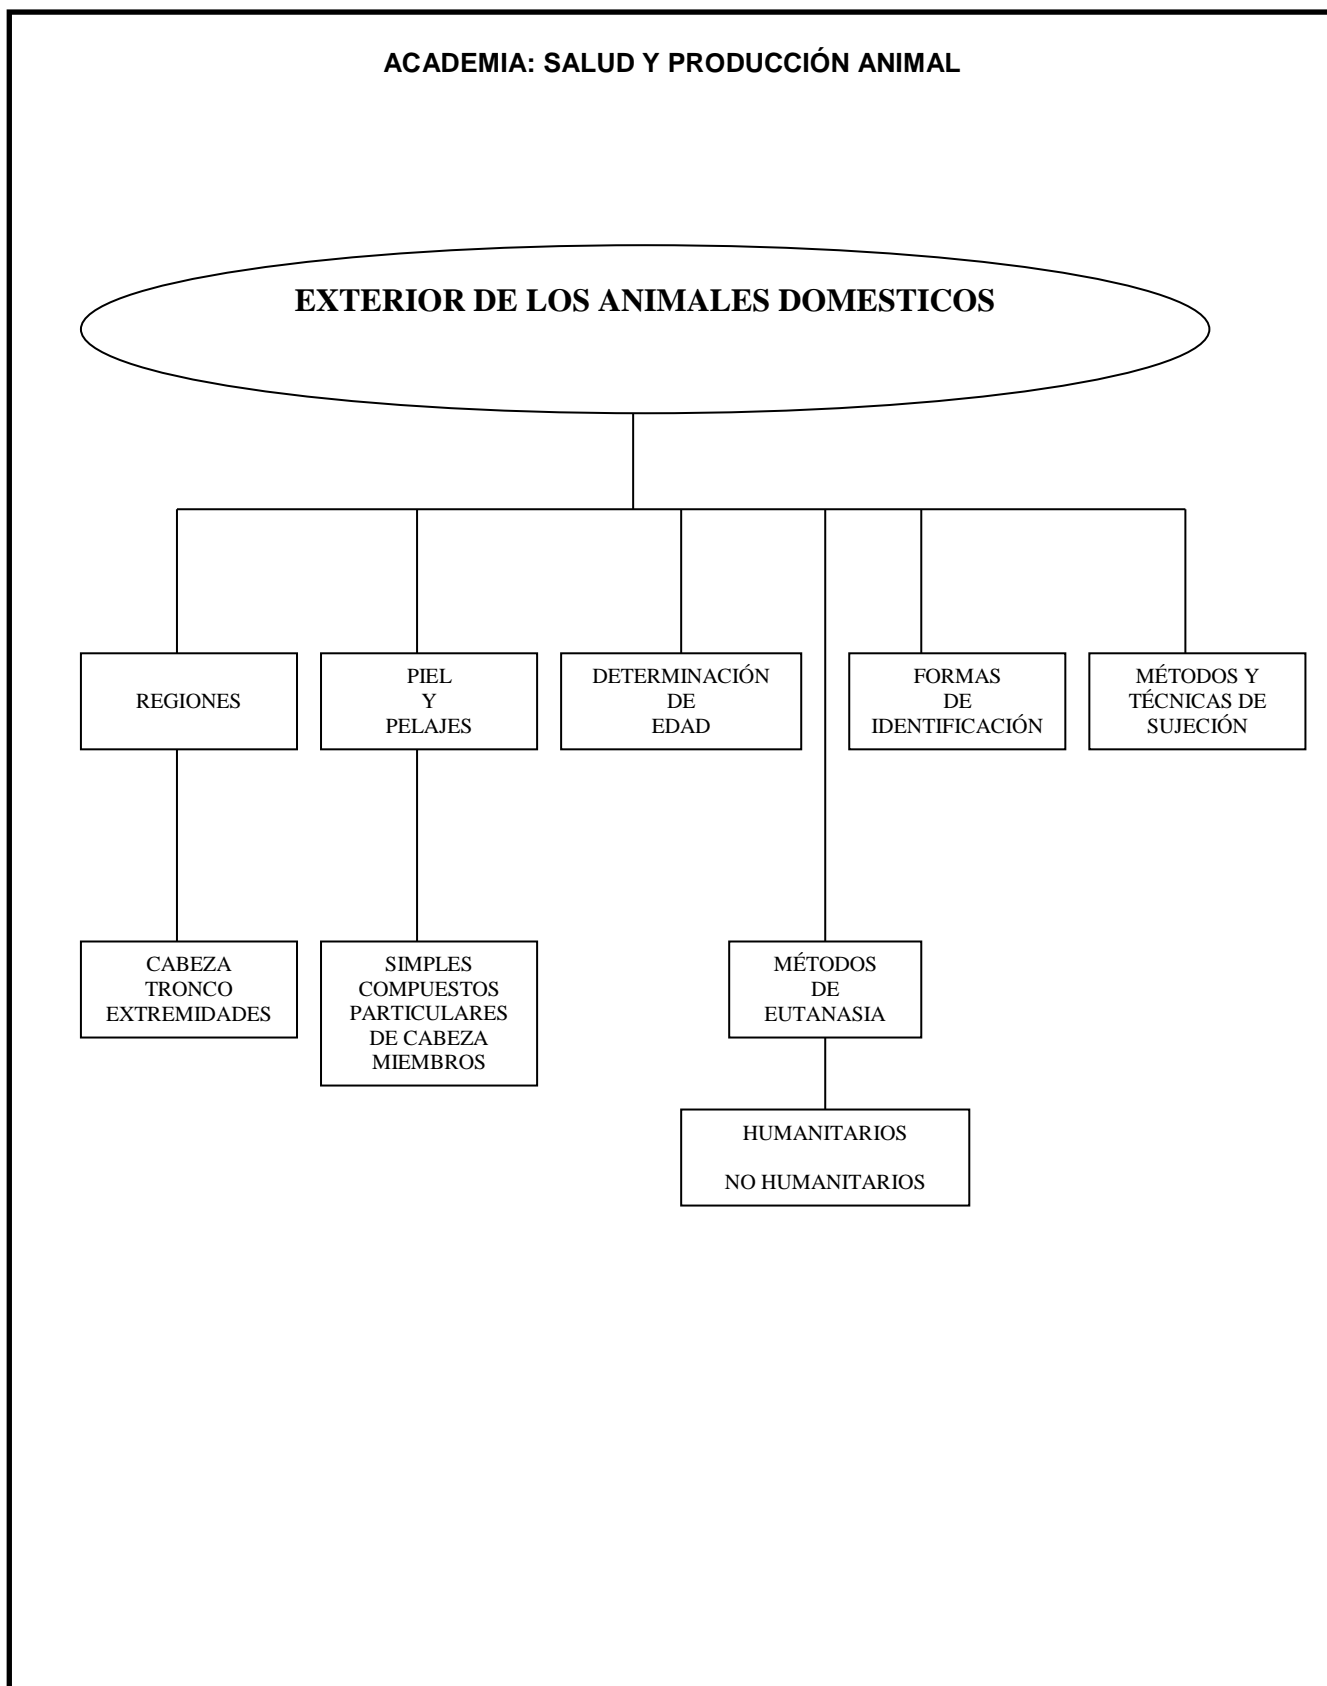 ACADEMIA: SALUD Y PRODUCCIÓN ANIMAL
EXTERIOR DE LOS ANIMALES DOMESTICOS
REGIONES
PIEL
Y
PELAJES
DETERMINACIÓN
DE
EDAD
FORMAS
DE
IDENTIFICACIÓN
MÉTODOS Y
TÉCNICAS DE
SUJECIÓN
CABEZA
TRONCO
EXTREMIDADES
SIMPLES
COMPUESTOS
PARTICULARES
DE CABEZA
MIEMBROS
MÉTODOS
DE
EUTANASIA
HUMANITARIOS
NO HUMANITARIOS